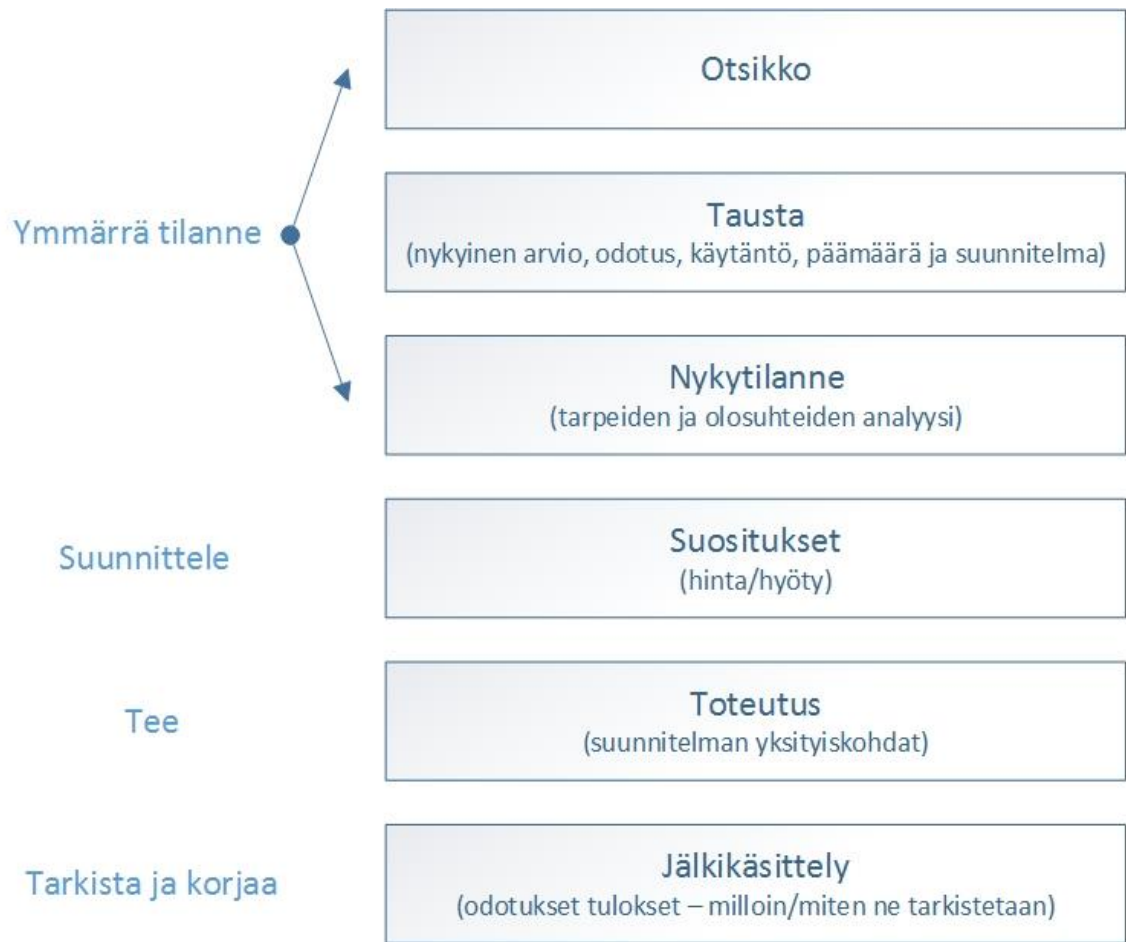 Otsikko
Ymmärrä tilanne
Tausta
(nykyinen arvio, odotus, käytäntö, päämäärä ja suunnitelma)
Nykytilanne
(tarpeiden ja olosuhteiden analyysi)
Suunnittele
Suositukset
(hinta/hyöty)
Tee
Toteutus
(suunnitelman yksityiskohdat)
Tarkista ja korjaa
Jälkikäsittely
(odotukset tulokset – milloin/miten ne tarkistetaan)